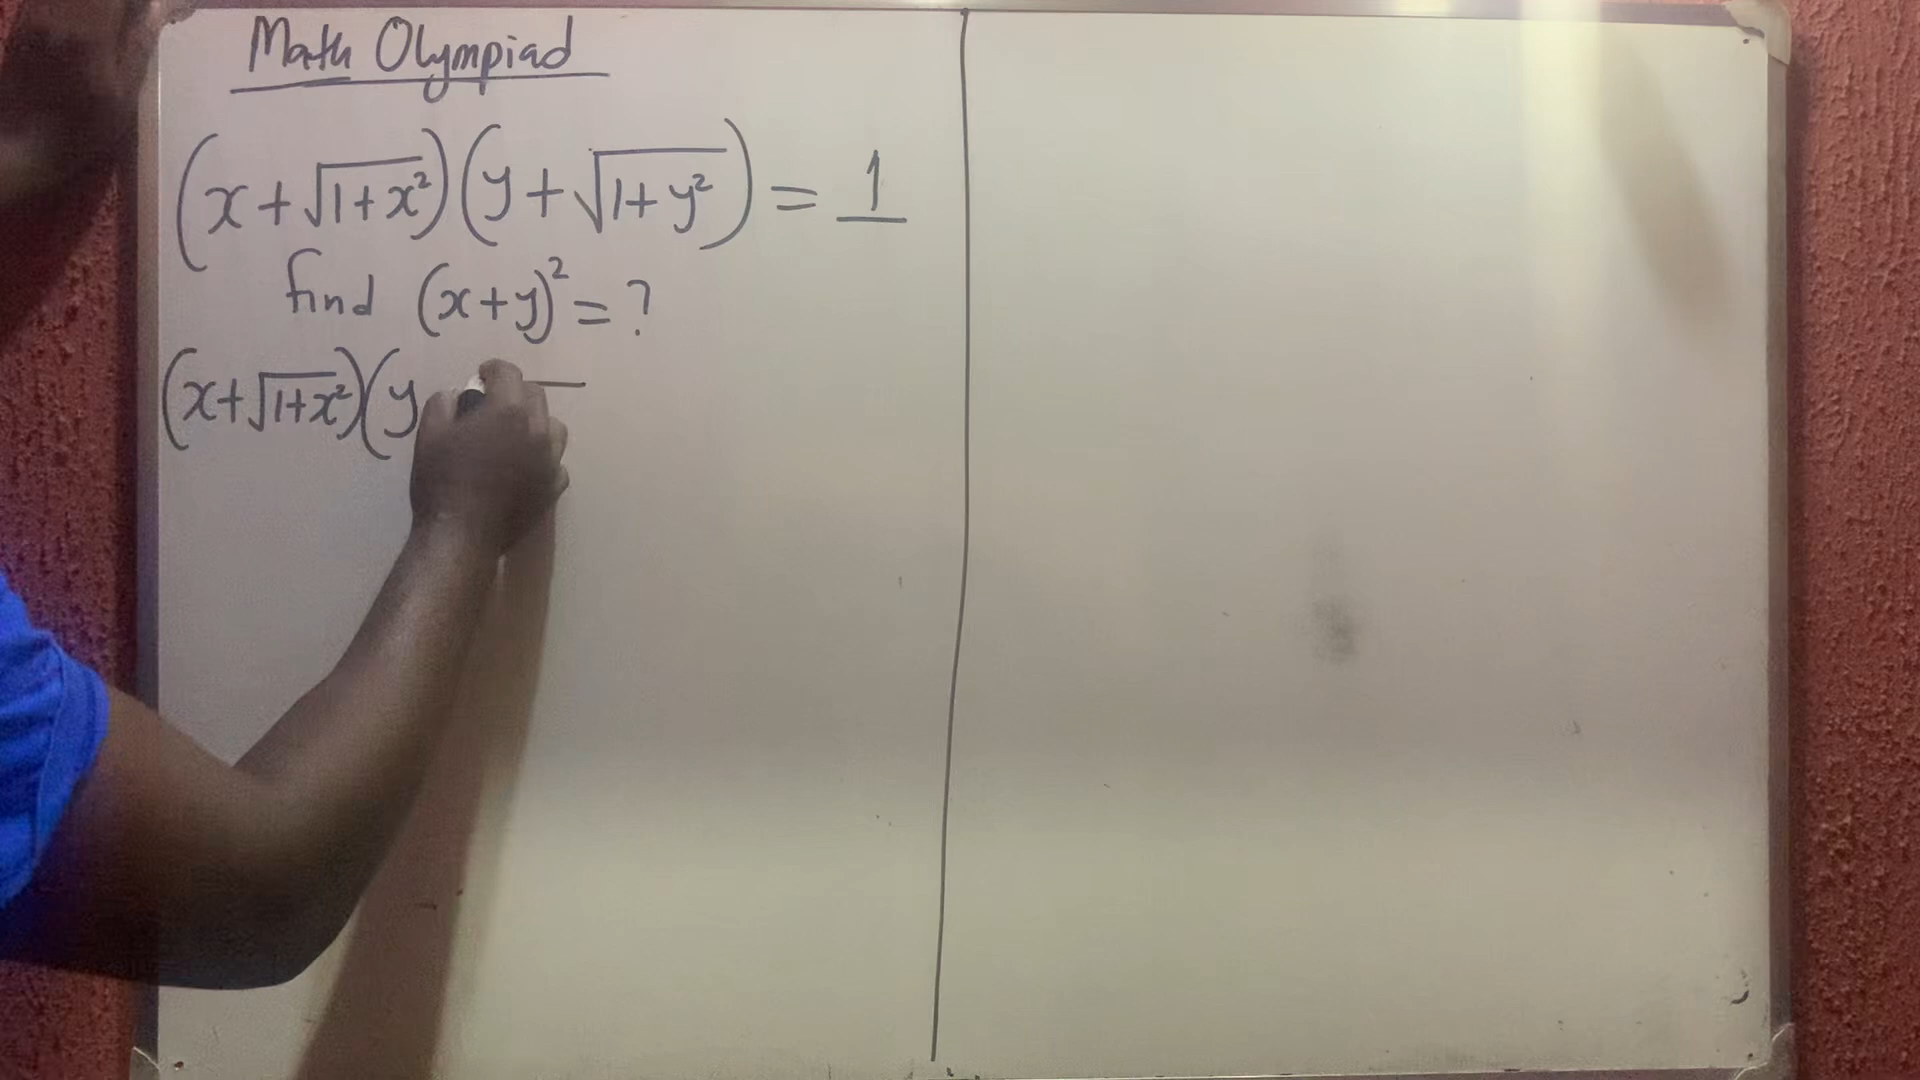 Math Olympiad
(x+√(1+x²))(y+√(1+y²)) = 1
find (x+y)² = ?
(x+√(1+x²))(y